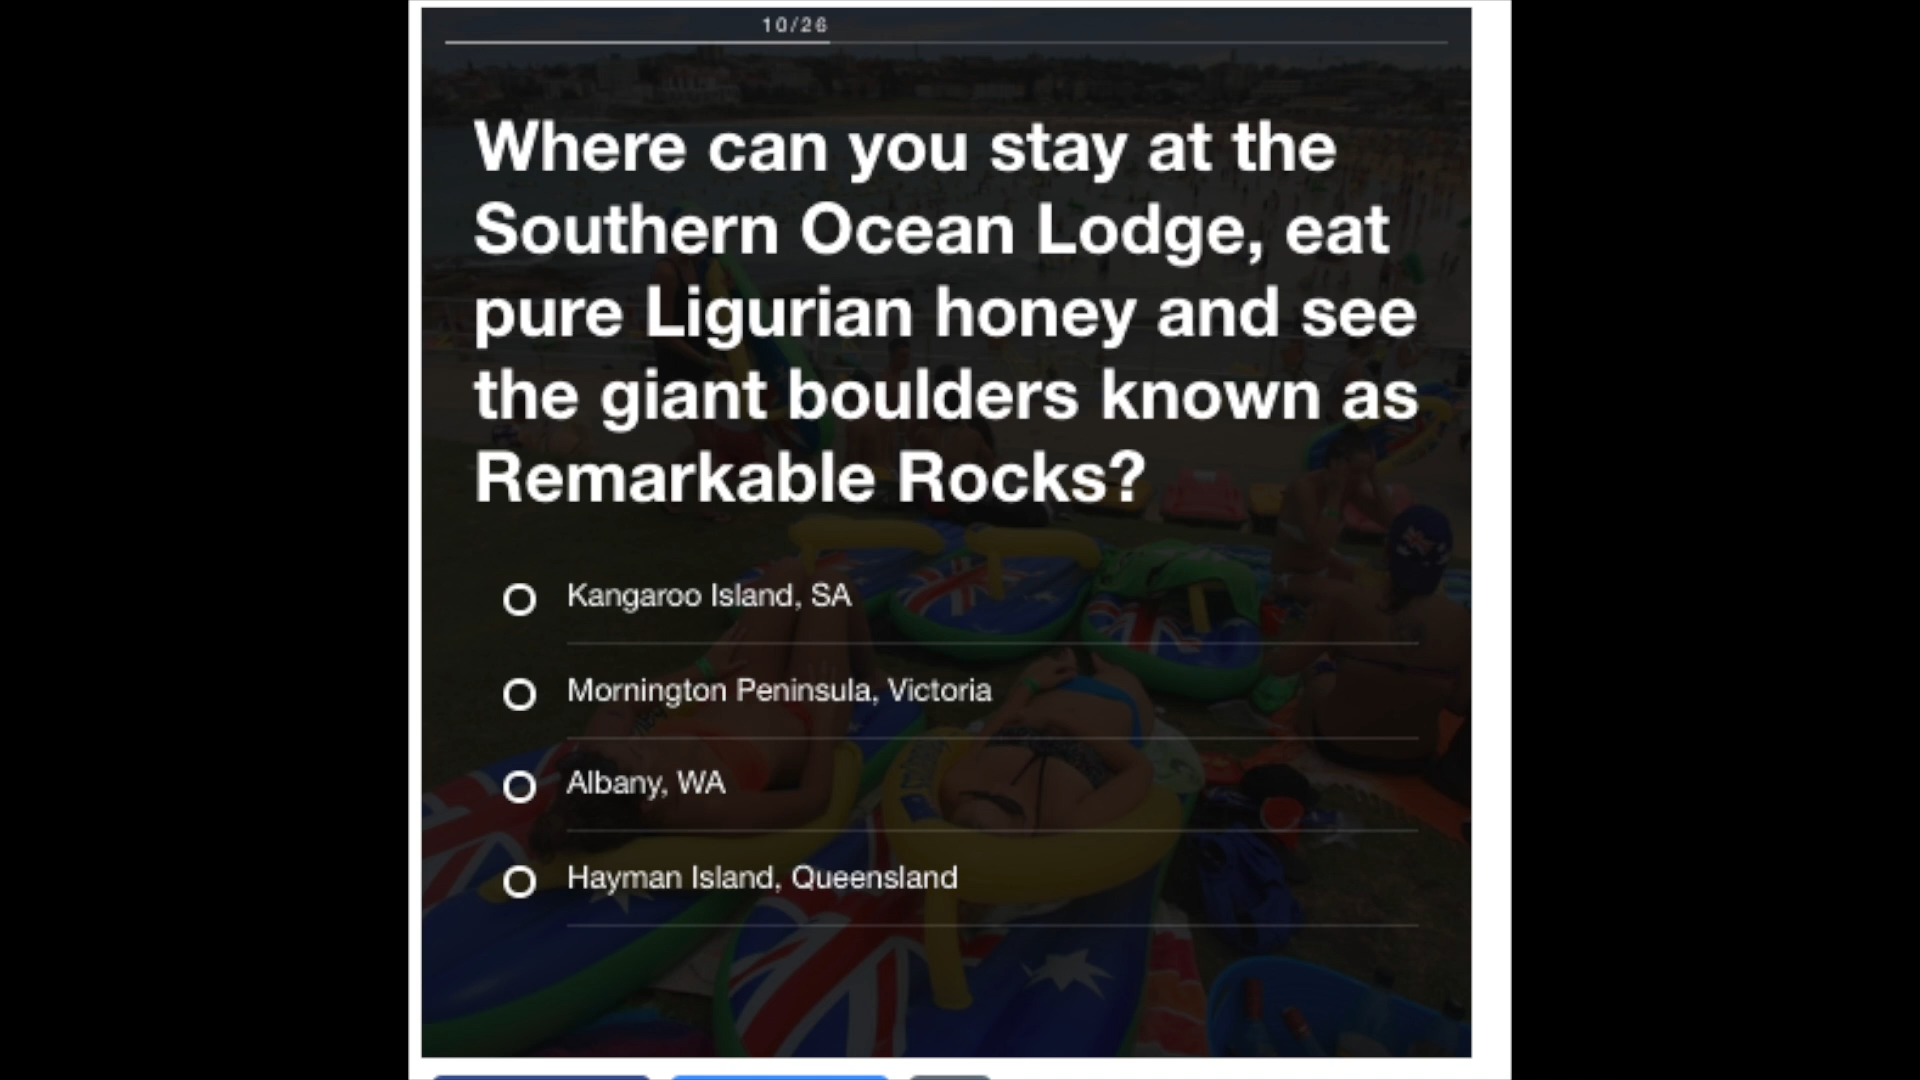 10/26
Where can you stay at the
Southern Ocean Lodge, eat
pure Ligurian honey and see
the giant boulders known as
Remarkable Rocks?
Kangaroo Island, SA
Mornington Peninsula, Victoria
Albany, WA
Hayman Island, Queensland